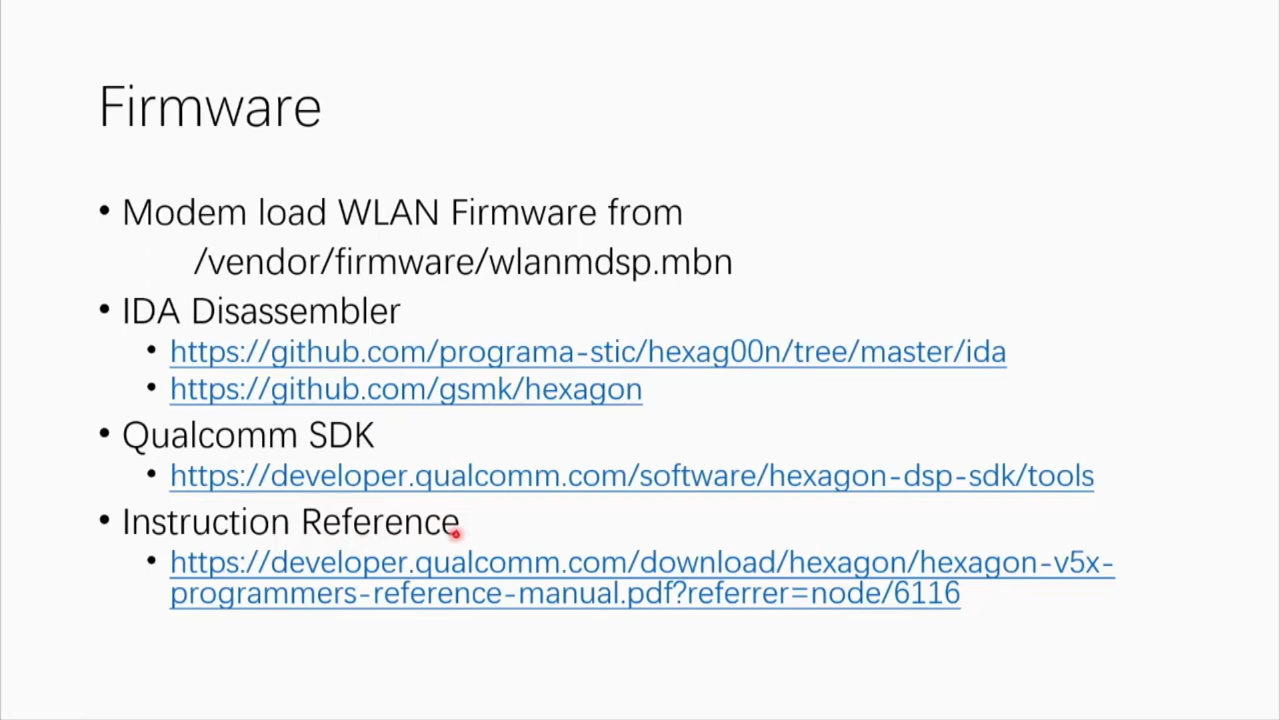 Firmware
• Modem load WLAN Firmware from
/vendor/firmware/wlanmdsp.mbn
• IDA Disassembler
• https://github.com/programa-stic/hexag00n/tree/master/ida
• https://github.com/gsmk/hexagon
• Qualcomm SDK
• https://developer.qualcomm.com/software/hexagon-dsp-sdk/tools
• Instruction Reference
• https://developer.qualcomm.com/download/hexagon/hexagon-v5x-
programmers-reference-manual.pdf?referrer=node/6116